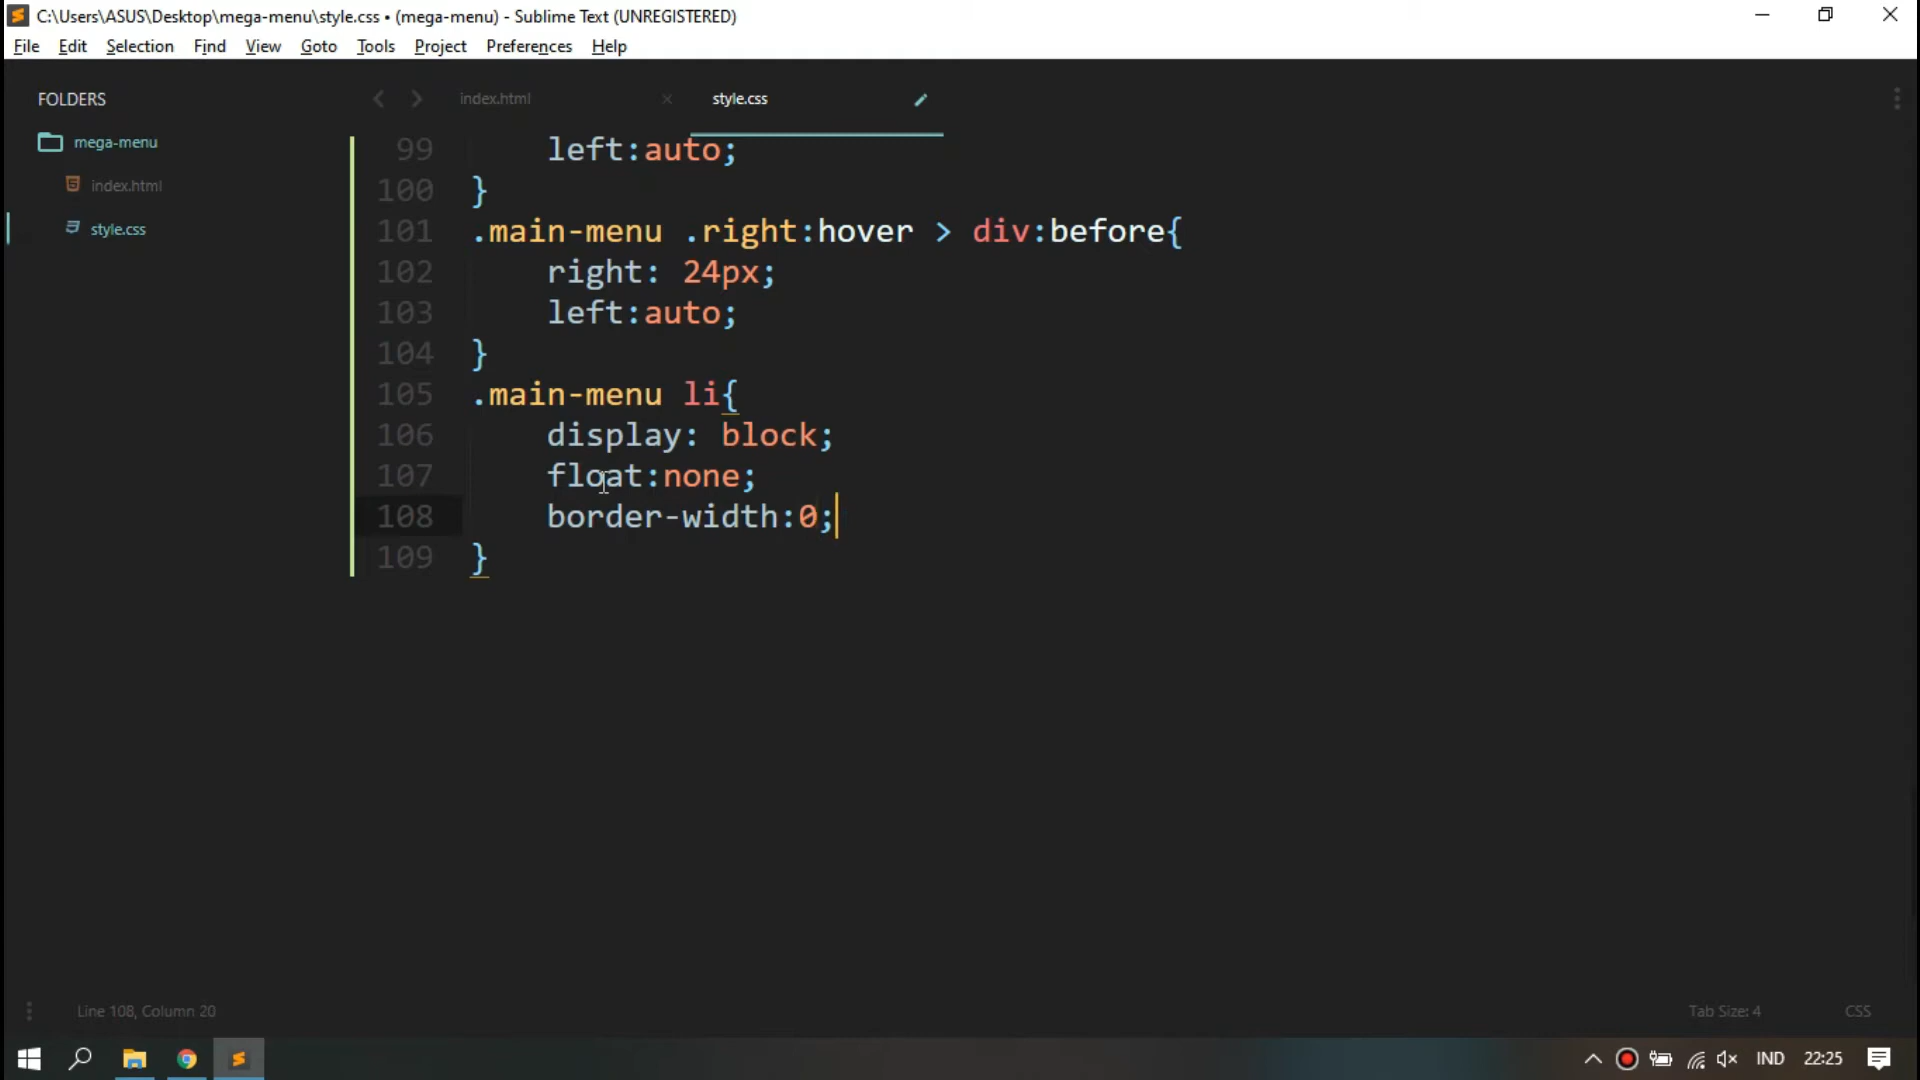 C:\Users\ASUS\Desktop\mega-menu\style.css • (mega-menu) - Sublime Text (UNREGISTERED)
File Edit Selection Find View Goto Tools Project Preferences Help
FOLDERS
mega-menu
index.html
style.css
index.html
style.css
99 left:auto;
100 }
101 .main-menu .right:hover > div:before{
102 right: 24px;
103 left:auto;
104 }
105 .main-menu li{
106 display: block;
107 float:none;
108 border-width:0;
109 }
Line 108, Column 20
Tab Size: 4
CSS
IND
22:25